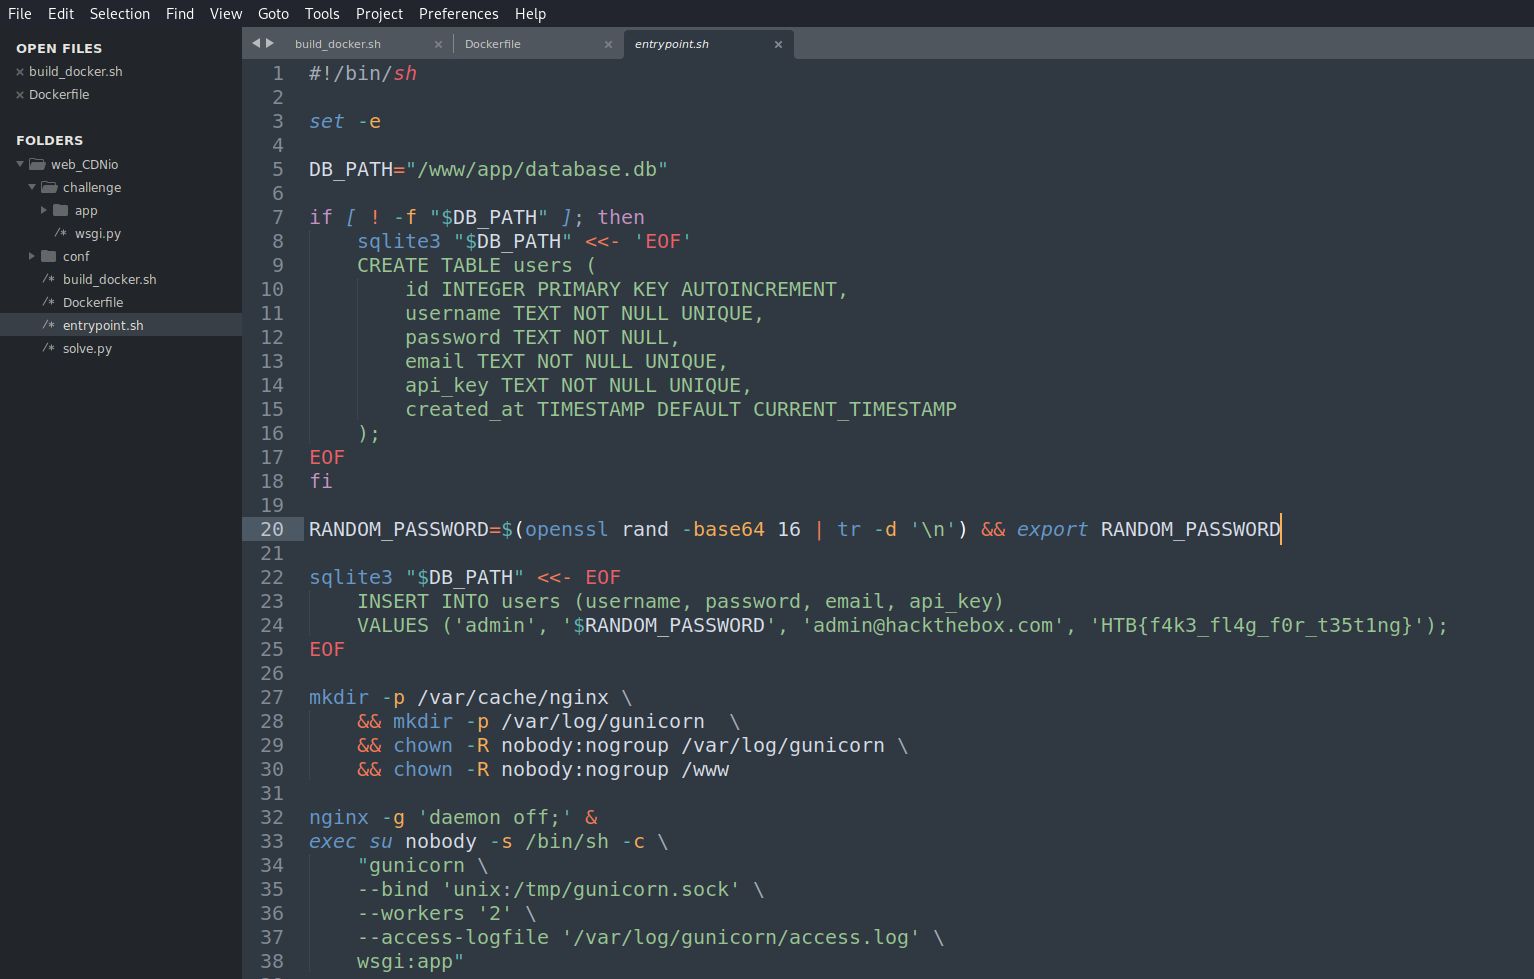 File Edit Selection Find View Goto Tools Project Preferences Help
OPEN FILES
build_docker.sh
Dockerfile
FOLDERS
web_CDNio
challenge
app
/* wsgi.py
conf
/* build_docker.sh
/* Dockerfile
/* entrypoint.sh
/* solve.py
build_docker.sh × Dockerfile × entrypoint.sh ×
1 #!/bin/sh
2
3 set -e
4
5 DB_PATH="/www/app/database.db"
6
7 if [ ! -f "$DB_PATH" ]; then
8     sqlite3 "$DB_PATH" <<- 'EOF'
9     CREATE TABLE users (
10         id INTEGER PRIMARY KEY AUTOINCREMENT,
11         username TEXT NOT NULL UNIQUE,
12         password TEXT NOT NULL,
13         email TEXT NOT NULL UNIQUE,
14         api_key TEXT NOT NULL UNIQUE,
15         created_at TIMESTAMP DEFAULT CURRENT_TIMESTAMP
16     );
17 EOF
18 fi
19
20 RANDOM_PASSWORD=$(openssl rand -base64 16 | tr -d '\n') && export RANDOM_PASSWORD
21
22 sqlite3 "$DB_PATH" <<- EOF
23     INSERT INTO users (username, password, email, api_key)
24     VALUES ('admin', '$RANDOM_PASSWORD', 'admin@hackthebox.com', 'HTB{f4k3_fl4g_f0r_t35t1ng}');
25 EOF
26
27 mkdir -p /var/cache/nginx \
28     && mkdir -p /var/log/gunicorn  \
29     && chown -R nobody:nogroup /var/log/gunicorn \
30     && chown -R nobody:nogroup /www
31
32 nginx -g 'daemon off;' &
33 exec su nobody -s /bin/sh -c \
34     "gunicorn \
35     --bind 'unix:/tmp/gunicorn.sock' \
36     --workers '2' \
37     --access-logfile '/var/log/gunicorn/access.log' \
38     wsgi:app"